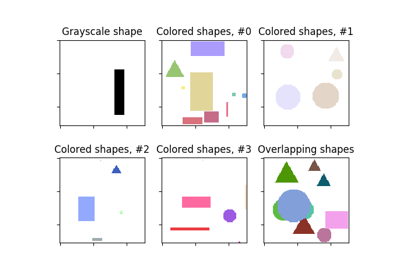 Grayscale shape
Colored shapes, #0
Colored shapes, #1
Colored shapes, #2
Colored shapes, #3
Overlapping shapes